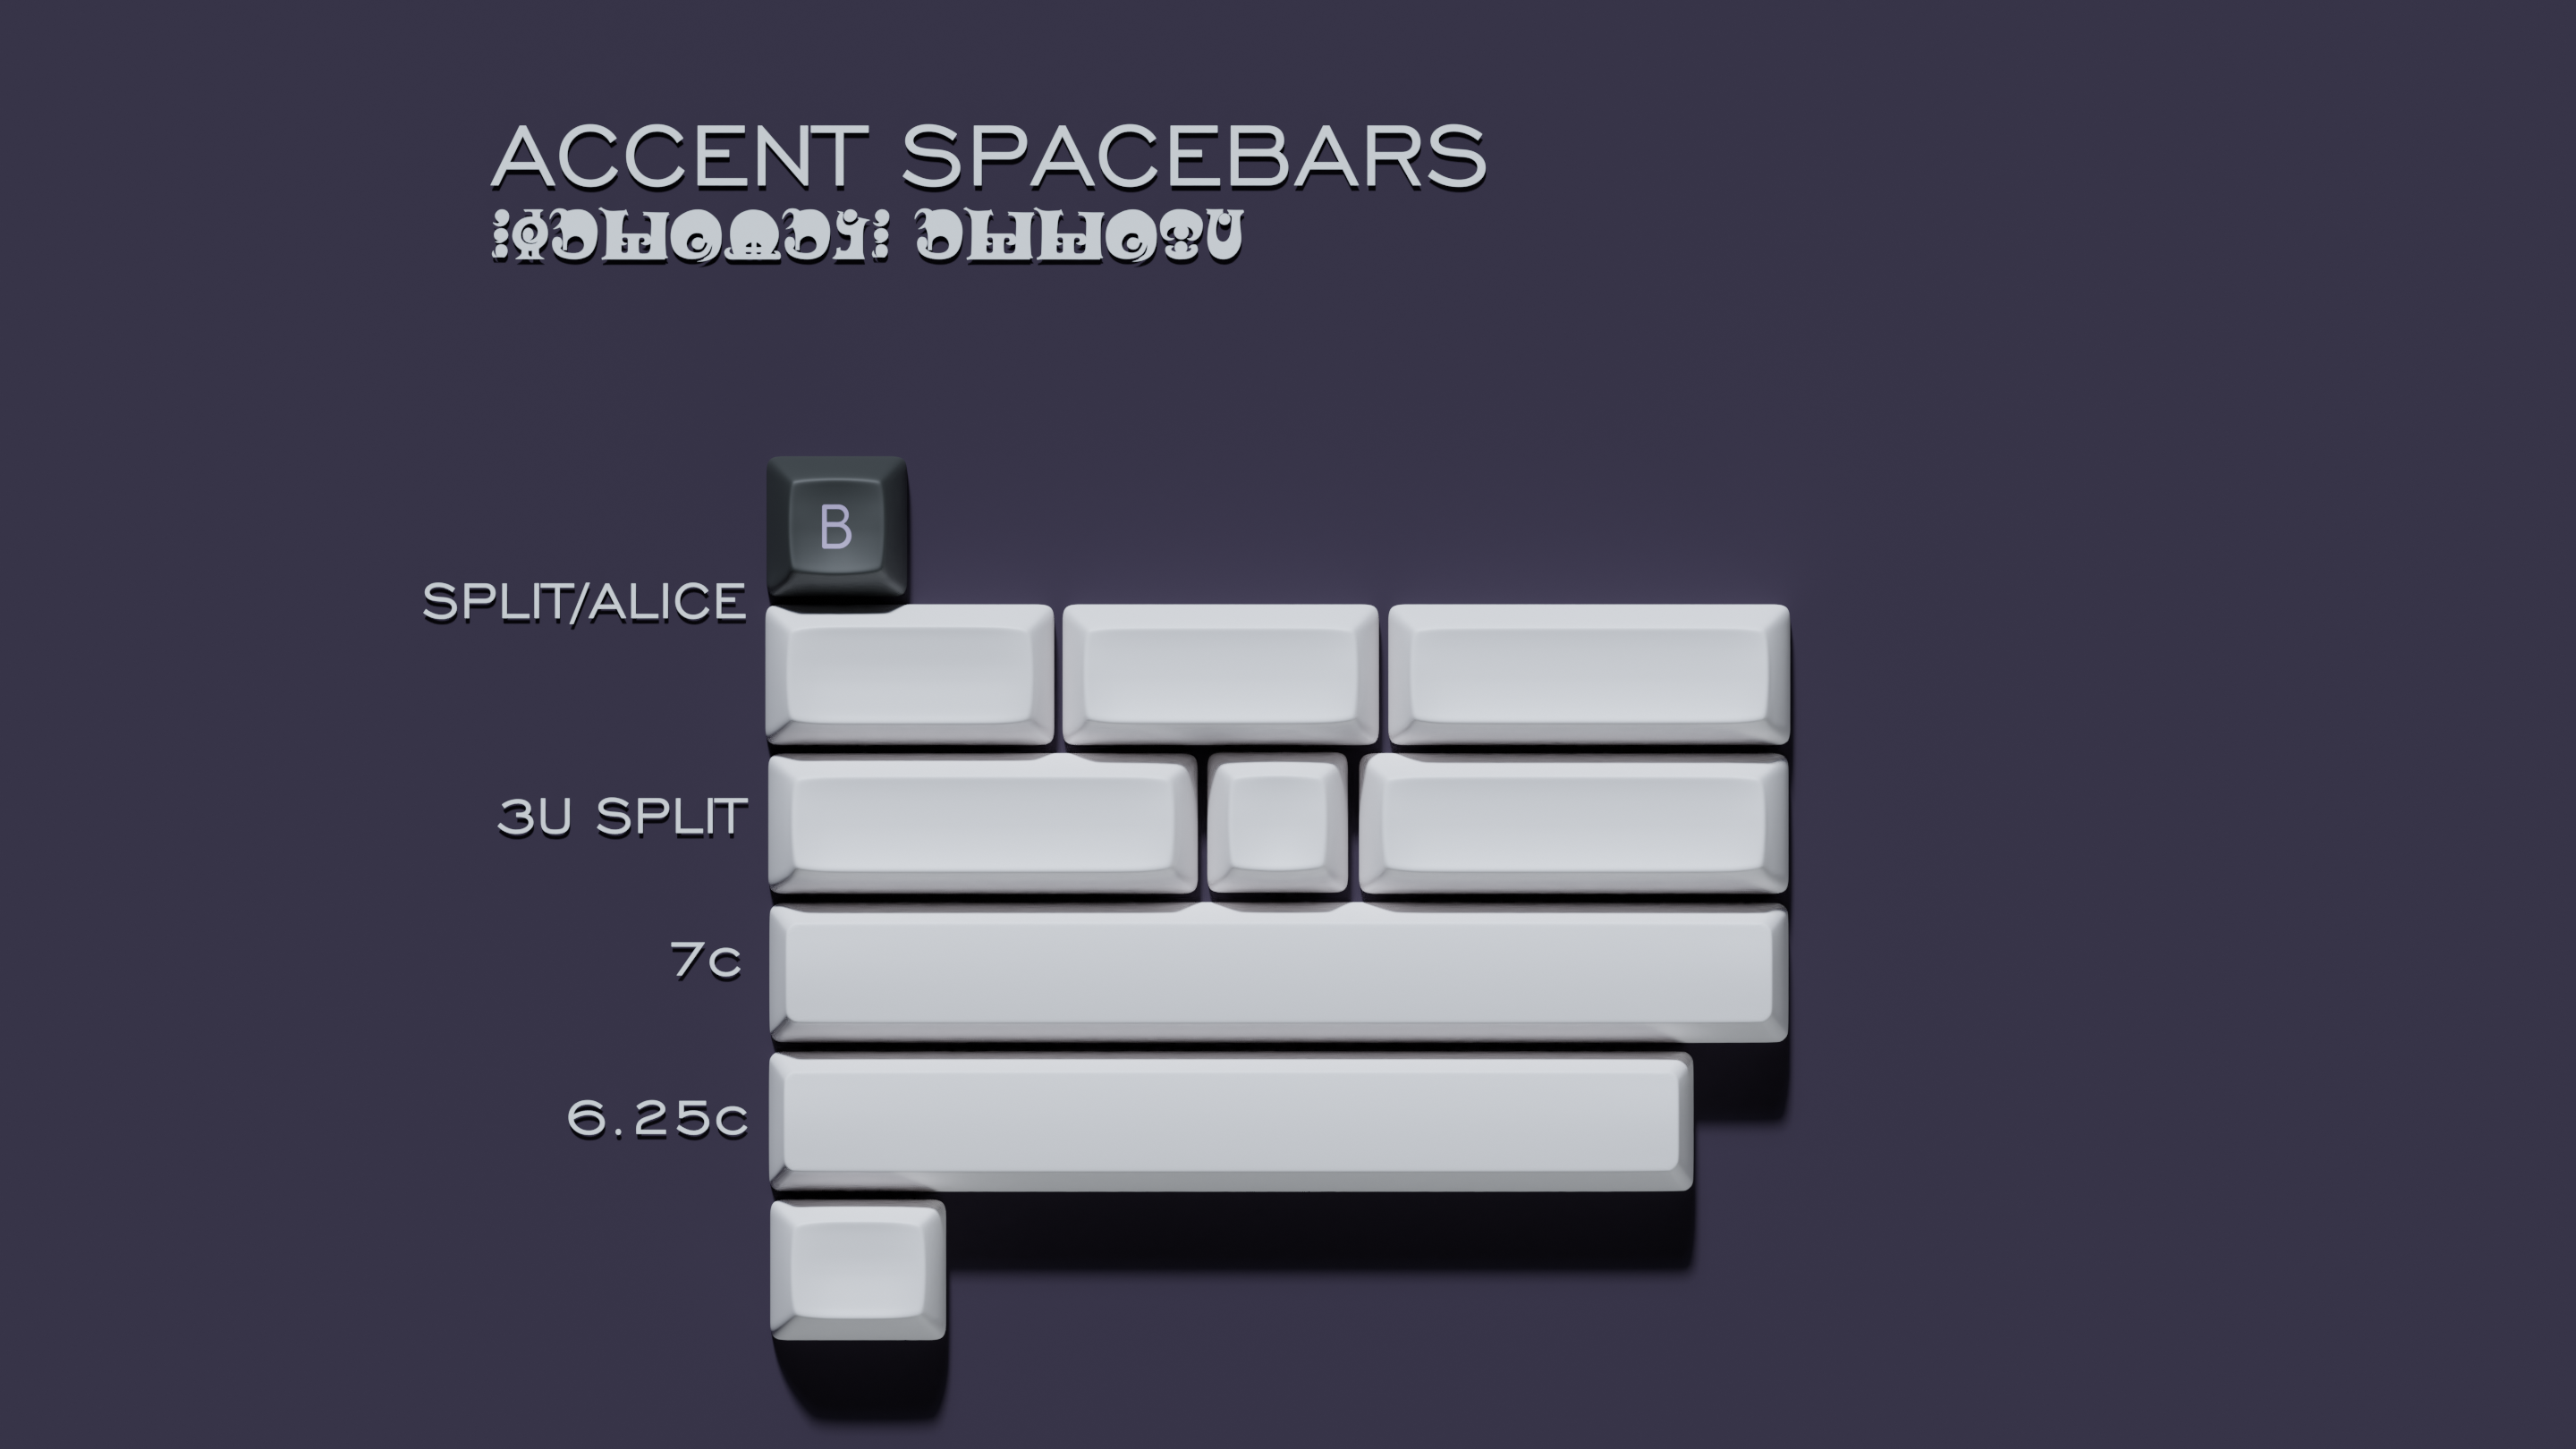 ACCENT SPACEBARS
B
SPLIT/ALICE
3U SPLIT
7C
6.25C